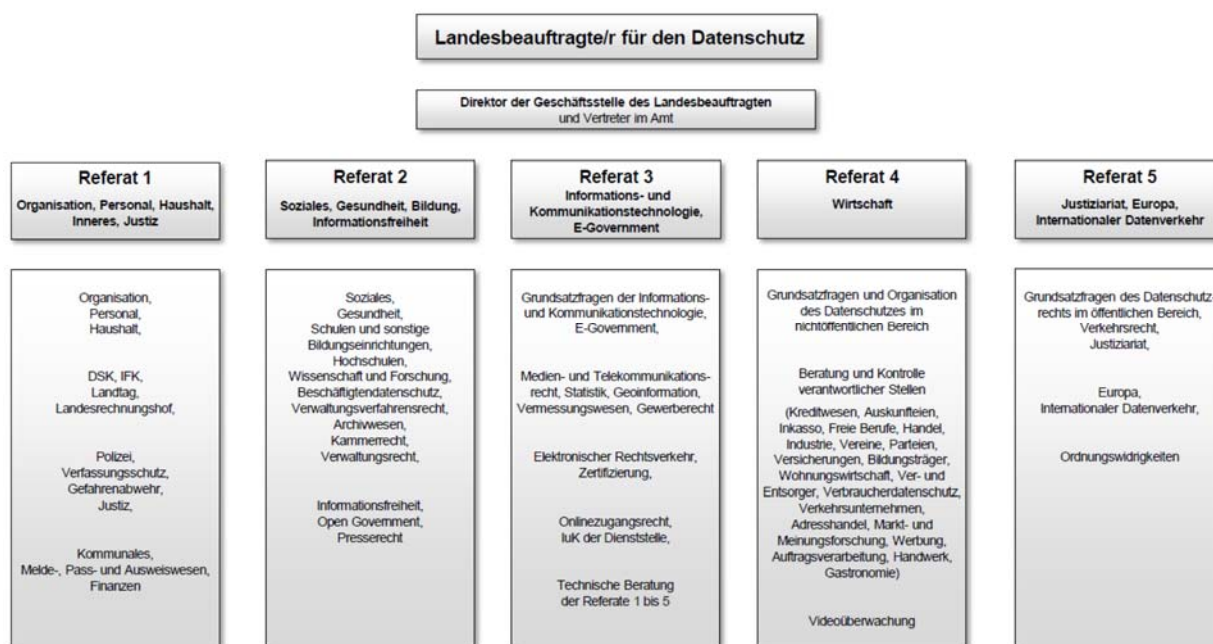 Landesbeauftragte/r für den Datenschutz
Direktor der Geschäftsstelle des Landesbeauftragten
und Vertreter im Amt
Referat 1
Organisation, Personal, Haushalt,
Inneres, Justiz
Referat 2
Soziales, Gesundheit, Bildung,
Informationsfreiheit
Referat 3
Informations- und
Kommunikationstechnologie,
E-Government
Referat 4
Wirtschaft
Referat 5
Justiziariat, Europa,
Internationaler Datenverkehr
Organisation,
Personal,
Haushalt,
DSK, IFK,
Landtag,
Landesrechnungshof,
Polizei,
Verfassungsschutz,
Gefahrenabwehr,
Justiz,
Kommunales,
Melde-, Pass- und Ausweiswesen,
Finanzen
Soziales,
Gesundheit,
Schulen und sonstige
Bildungseinrichtungen,
Hochschulen,
Wissenschaft und Forschung,
Beschäftigtendatenschutz,
Verwaltungsverfahrensrecht,
Archivwesen,
Kammerrecht,
Verwaltungsrecht,
Informationsfreiheit,
Open Government,
Presserecht
Grundsatzfragen der Informations-
und Kommunikationstechnologie,
E-Government,
Medien- und Telekommunikations-
recht, Statistik, Geoinformation,
Vermessungswesen, Gewerberecht
Elektronischer Rechtsverkehr,
Zertifizierung,
Onlinezugangsrecht,
IuK der Dienststelle,
Technische Beratung
der Referate 1 bis 5
Grundsatzfragen und Organisation
des Datenschutzes im
nichtöffentlichen Bereich
Beratung und Kontrolle
verantwortlicher Stellen
(Kreditwesen, Auskunfteien,
Inkasso, Freie Berufe, Handel,
Industrie, Vereine, Parteien,
Versicherungen, Bildungsträger,
Wohnungswirtschaft, Ver- und
Entsorger, Verbraucherdatenschutz,
Verkehrsunternehmen,
Adresshandel, Markt- und
Meinungsforschung, Werbung,
Auftragsverarbeitung, Handwerk,
Gastronomie)
Videoüberwachung
Grundsatzfragen des Datenschutz-
rechts im öffentlichen Bereich,
Verkehrsrecht,
Justiziariat,
Europa,
Internationaler Datenverkehr,
Ordnungswidrigkeiten